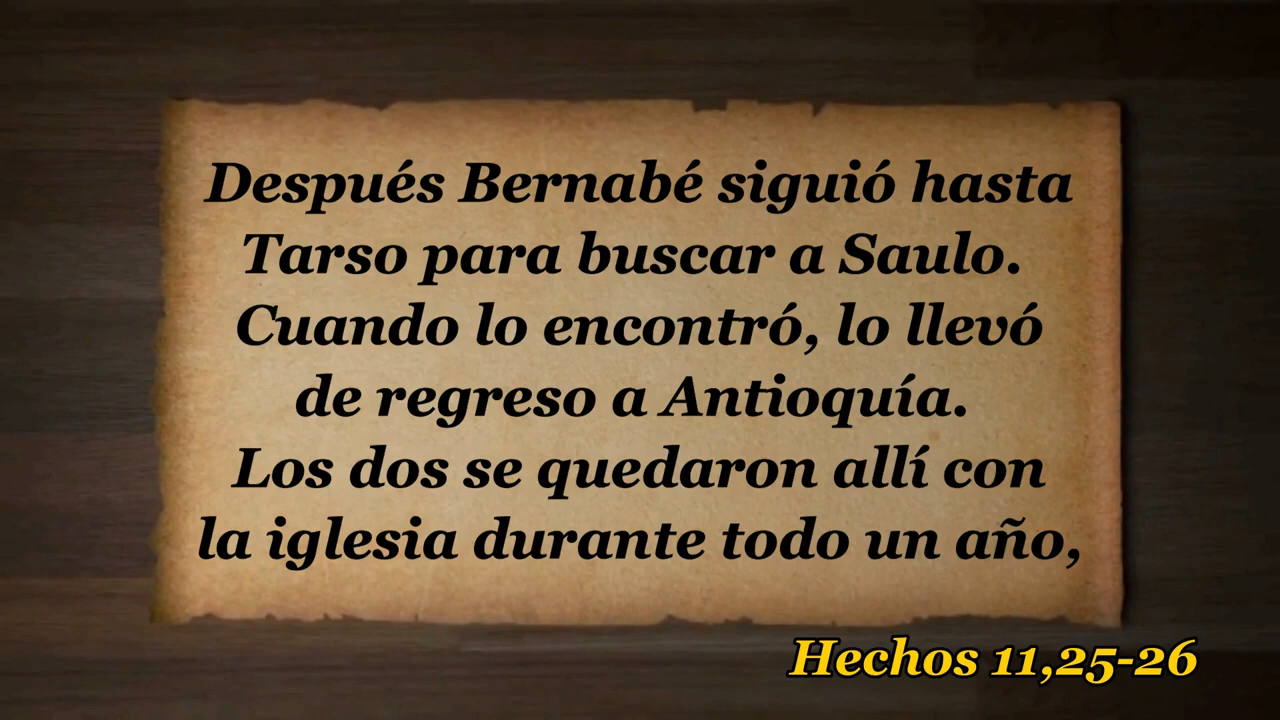 Después Bernabé siguió hasta
Tarso para buscar a Saulo.
Cuando lo encontró, lo llevó
de regreso a Antioquía.
Los dos se quedaron allí con
la iglesia durante todo un año,
Hechos 11,25-26